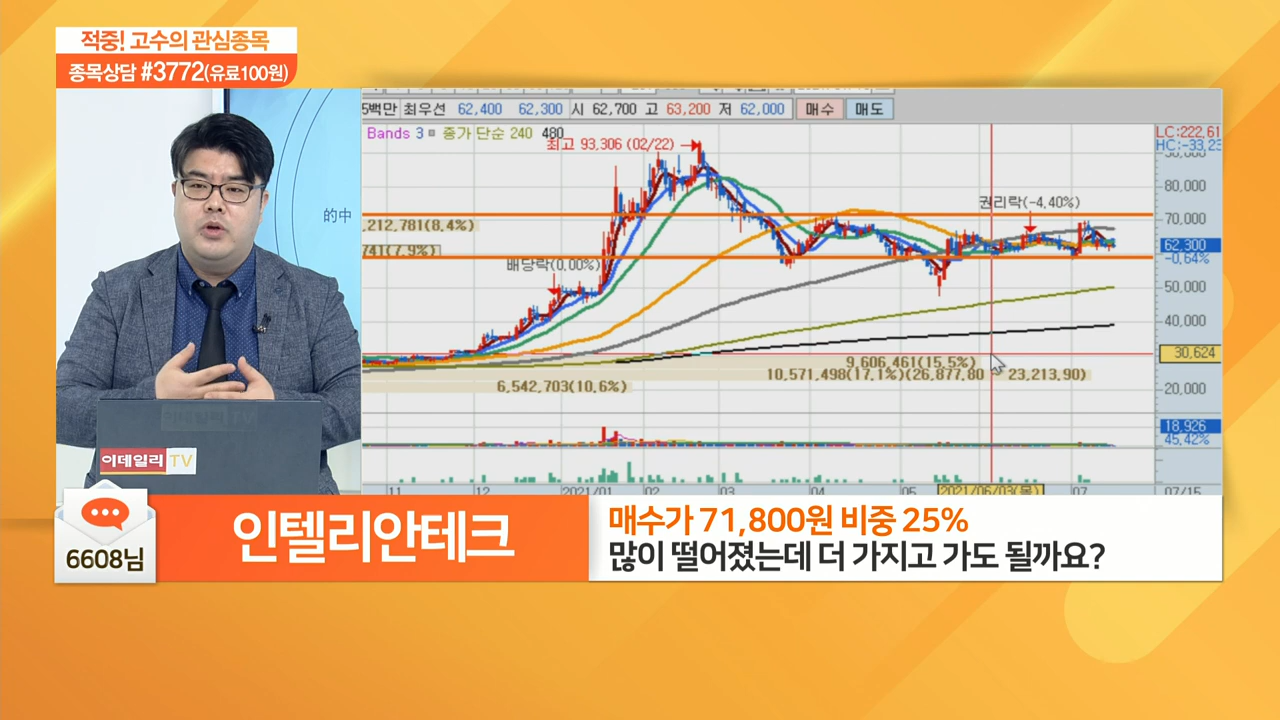 적중! 고수의 관심종목
종목상담 #3772(유료100원)
的中
5백만 최우선 62,400 62,300 시 62,700 고 63,200 저 62,000 매수 매도
Bands 3 종가 단순 240 480
최고 93,306 (02/22)
LC:222,61
HC:-33,23
80,000
권리락(-4,40%)
70,000
,212,781(8.4%)
741(7.9%)
62,300
-0,64%
배당락(0,00%)
50,000
40,000
30,624
9,606,461(15,5%)
10,571,498(17,1%)(26,877,80 23,213,90)
6,542,703(10,6%)
20,000
18,926
45,42%
11 12 2021/01 02 03 04 05 2021/06/03(목) 07 07/15
이데일리 TV
6608님
인텔리안테크
매수가 71,800원 비중 25%
많이 떨어졌는데 더 가지고 가도 될까요?